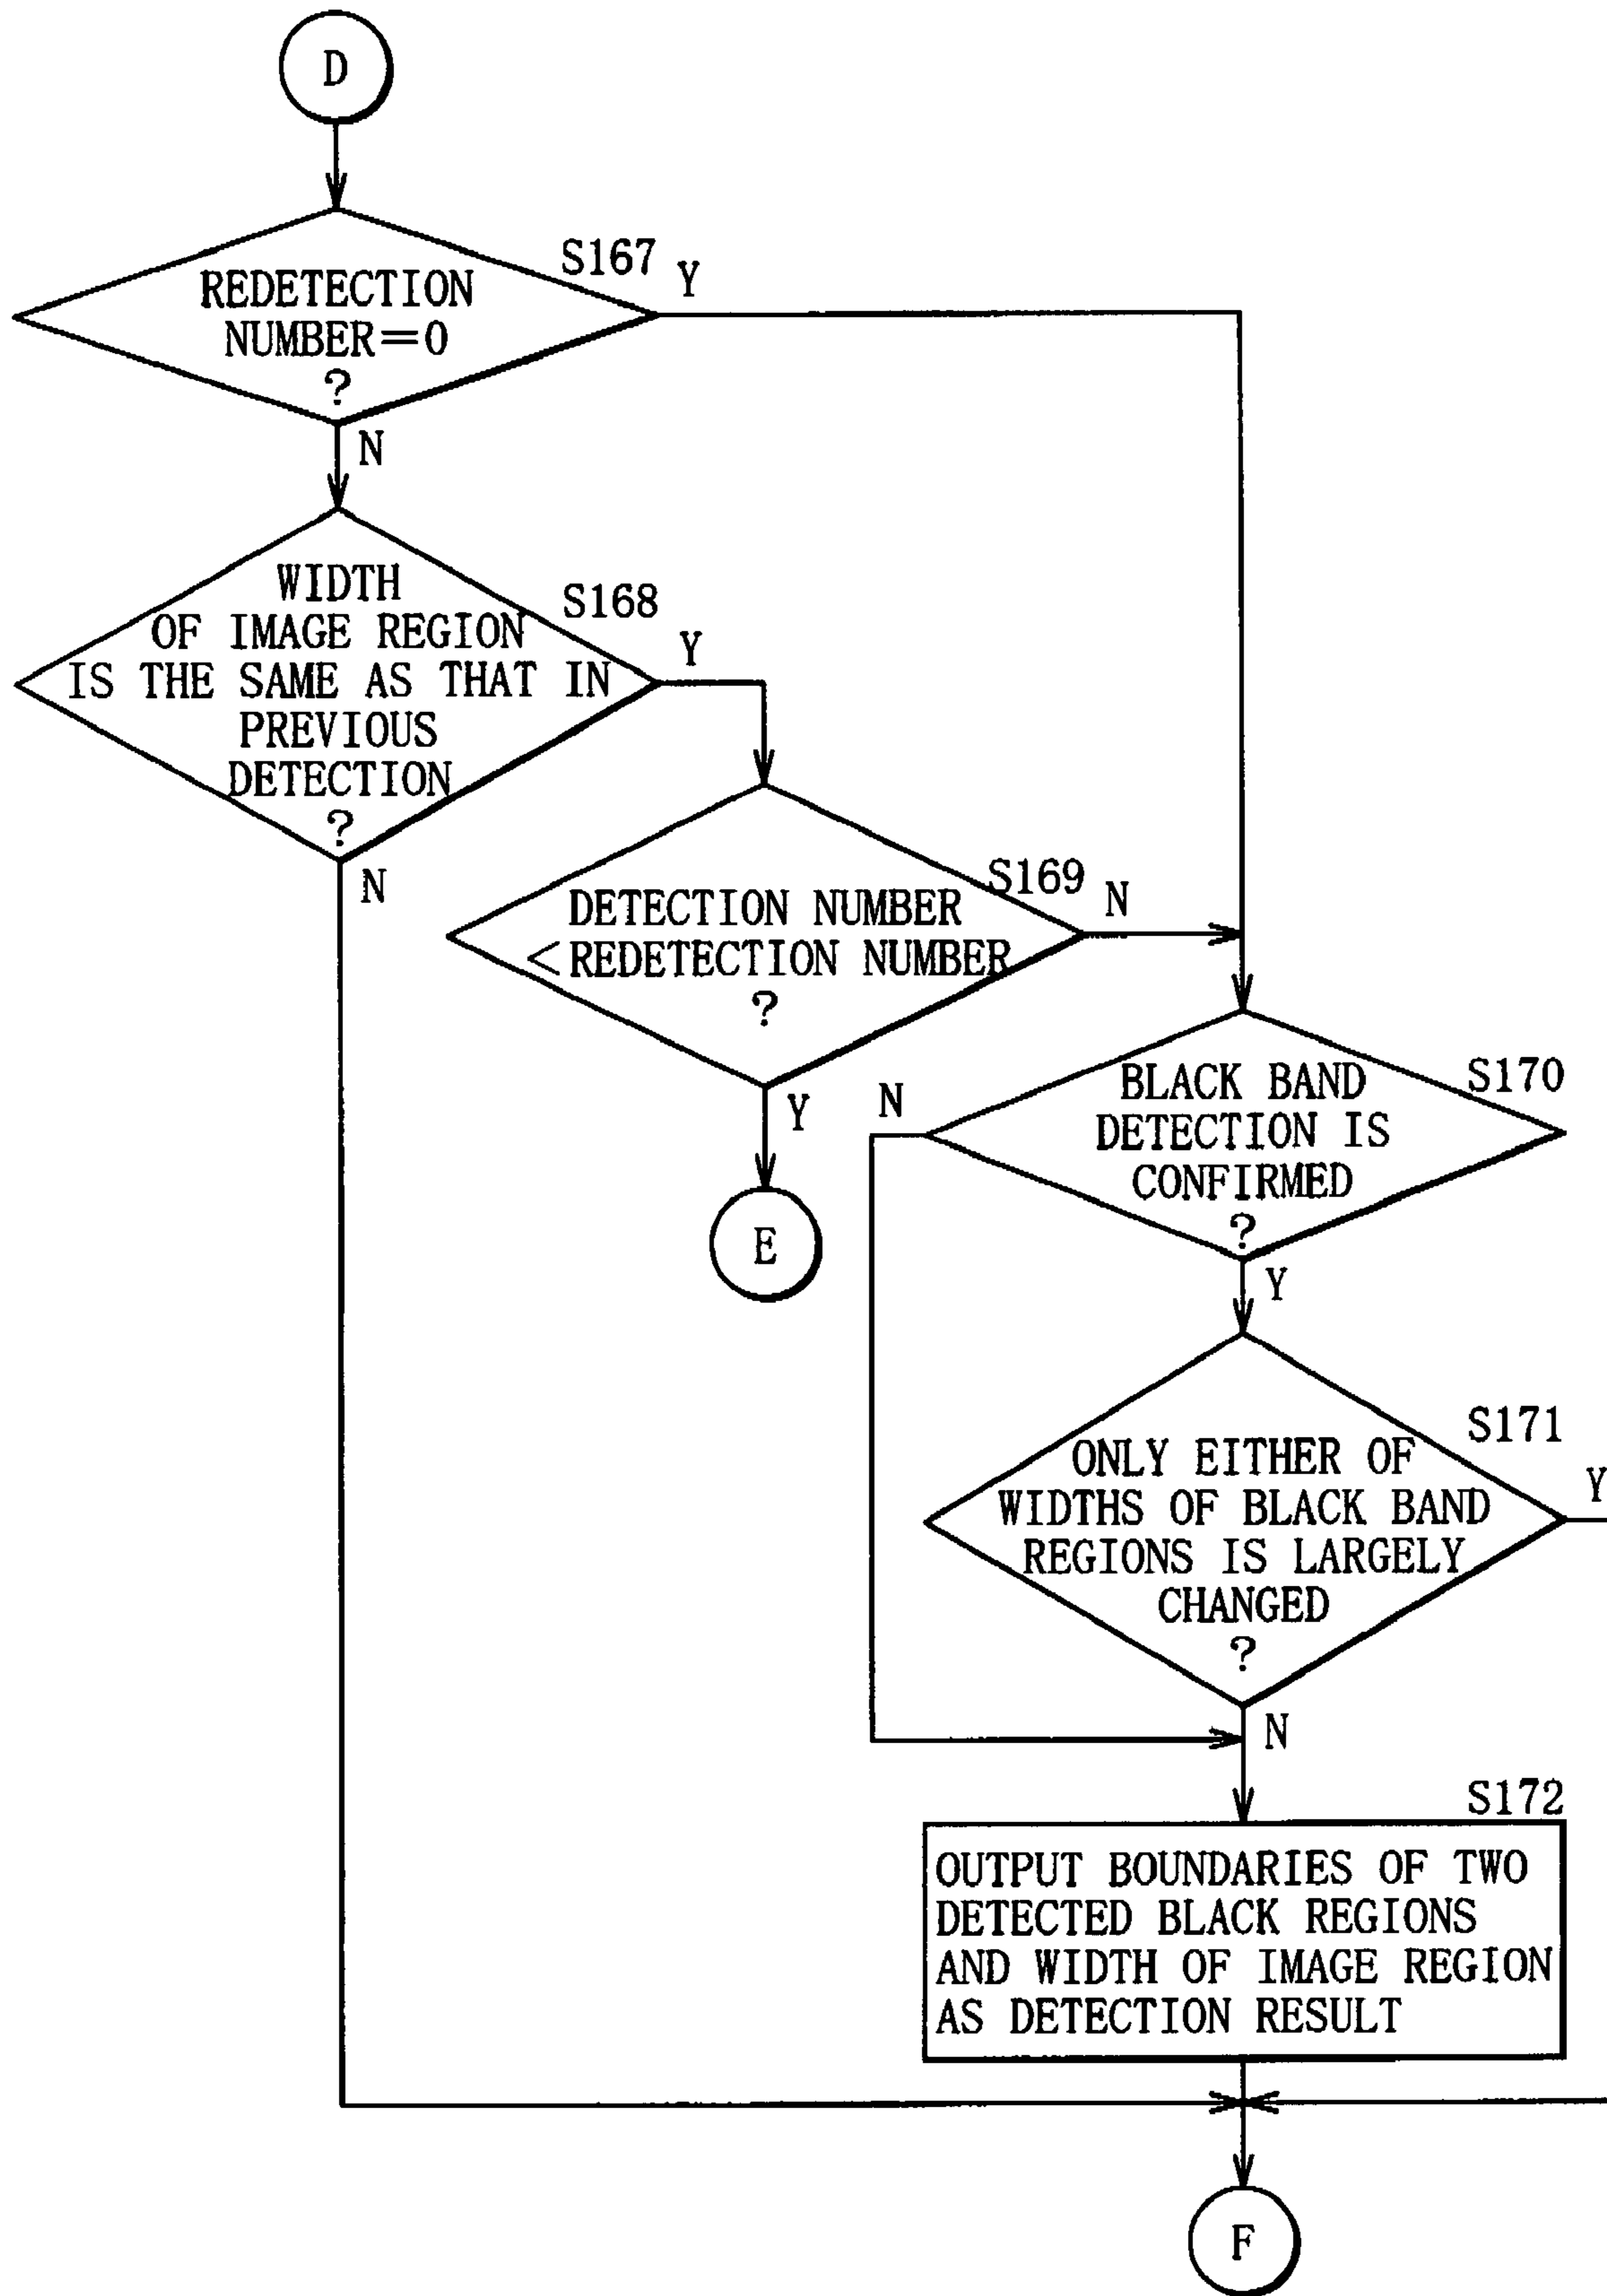 D
S167
Y
REDETECTION
NUMBER=0
?
N
WIDTH
OF IMAGE REGION
IS THE SAME AS THAT IN
PREVIOUS
DETECTION
?
S168
Y
N
S169
DETECTION NUMBER
<REDETECTION NUMBER
?
N
Y
E
S170
BLACK BAND
DETECTION IS
CONFIRMED
?
N
Y
S171
ONLY EITHER OF
WIDTHS OF BLACK BAND
REGIONS IS LARGELY
CHANGED
?
Y
N
S172
OUTPUT BOUNDARIES OF TWO
DETECTED BLACK REGIONS
AND WIDTH OF IMAGE REGION
AS DETECTION RESULT
F